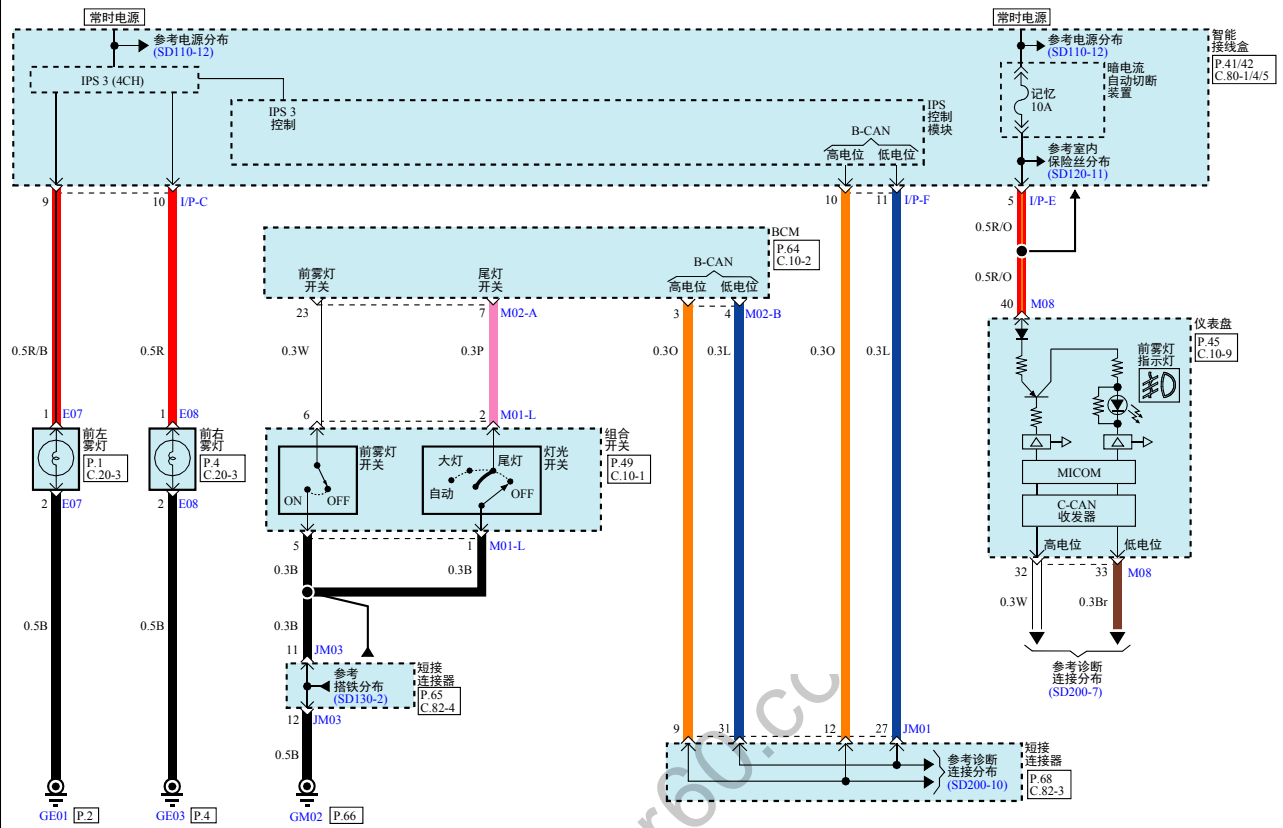 常时电源
常时电源
参考电源分布
(SD110-12)
参考电源分布
(SD110-12)
智能
接线盒
P.41/42
C.80-1/4/5
IPS 3 (4CH)
IPS 3
控制
IPS
控制
模块
暗电流
自动切断
装置
记忆
10A
B-CAN
高电位 低电位
参考室内
保险丝分布
(SD120-11)
9
10 I/P-C
10
11 I/P-F
5 I/P-E
0.5R/O
BCM
P.64
C.10-2
前雾灯
开关
尾灯
开关
B-CAN
高电位 低电位
0.5R/O
23
7 M02-A
3
4 M02-B
40 M08
0.5R/B
0.5R
0.3W
0.3P
0.3O
0.3L
0.3O
0.3L
仪表盘
P.45
C.10-9
前雾灯
指示灯
1 E07
1 E08
6
2 M01-L
前左
雾灯
P.1
C.20-3
前右
雾灯
P.4
C.20-3
前雾灯
开关
ON OFF
大灯 尾灯
自动 OFF
灯光
开关
组合
开关
P.49
C.10-1
MICOM
C-CAN
收发器
高电位 低电位
2 E07
2 E08
5
1 M01-L
32
33 M08
0.3B
0.3B
0.3W
0.3Br
0.5B
0.5B
0.3B
11 JM03
参考
搭铁分布
(SD130-2)
短接
连接器
P.65
C.82-4
参考诊断
连接分布
(SD200-7)
12 JM03
0.5B
9
31
12
27 JM01
参考诊断
连接分布
(SD200-10)
短接
连接器
P.68
C.82-3
GE01 P.2
GE03 P.4
GM02 P.66
r60.cc